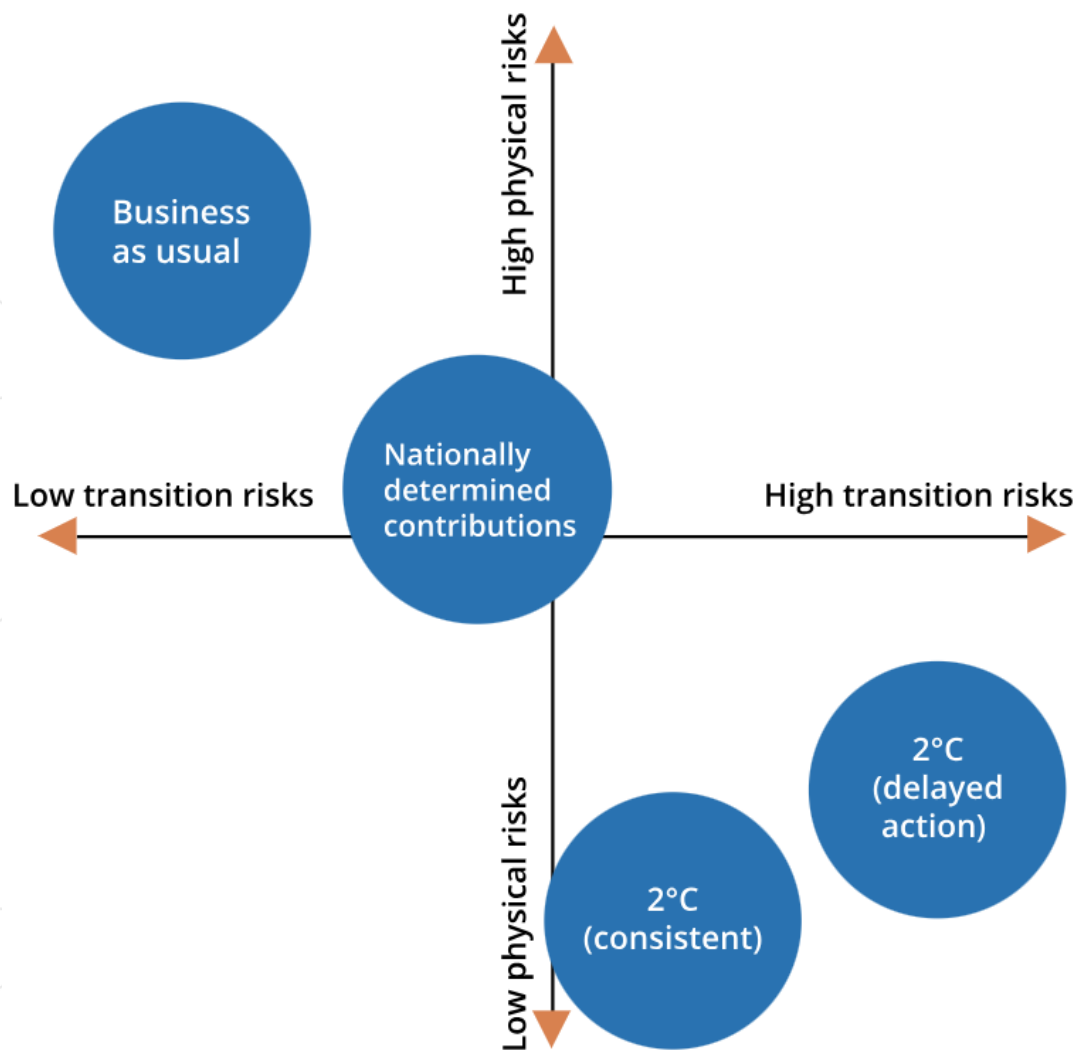 High physical risks
Business
as usual
Nationally
determined
contributions
Low transition risks
High transition risks
2°C
(delayed
action)
2°C
(consistent)
Low physical risks